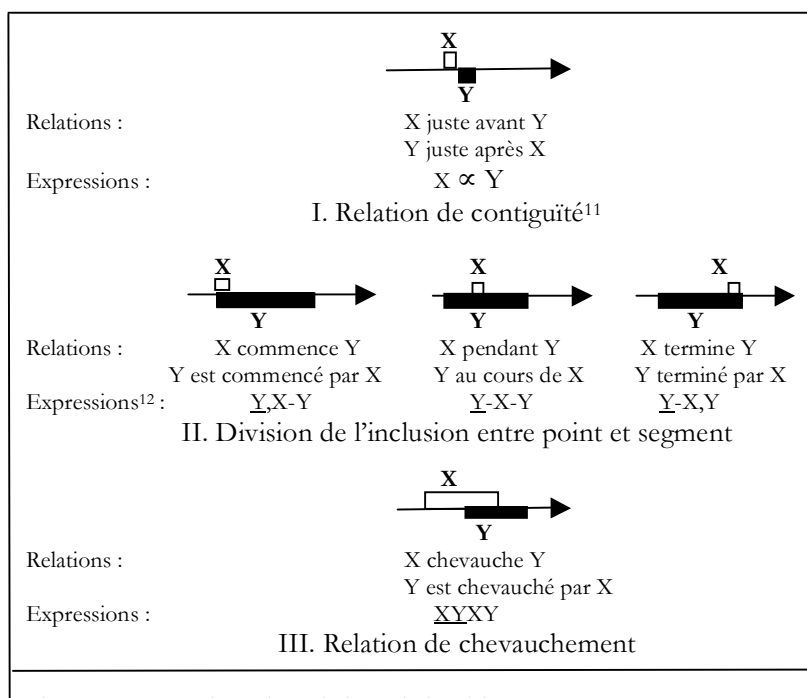 X
Y
Relations : X juste avant Y
Y juste après X
Expressions : X ∝ Y
I. Relation de contiguïté11
X X X
Y Y Y
Relations : X commence Y X pendant Y X termine Y
Y est commencé par X Y au cours de X Y terminé par X
Expressions12 : Y,X-Y Y-X-Y Y-X,Y
II. Division de l’inclusion entre point et segment
X
Y
Relations : X chevauche Y
Y est chevauché par X
Expressions : XYXY
III. Relation de chevauchement